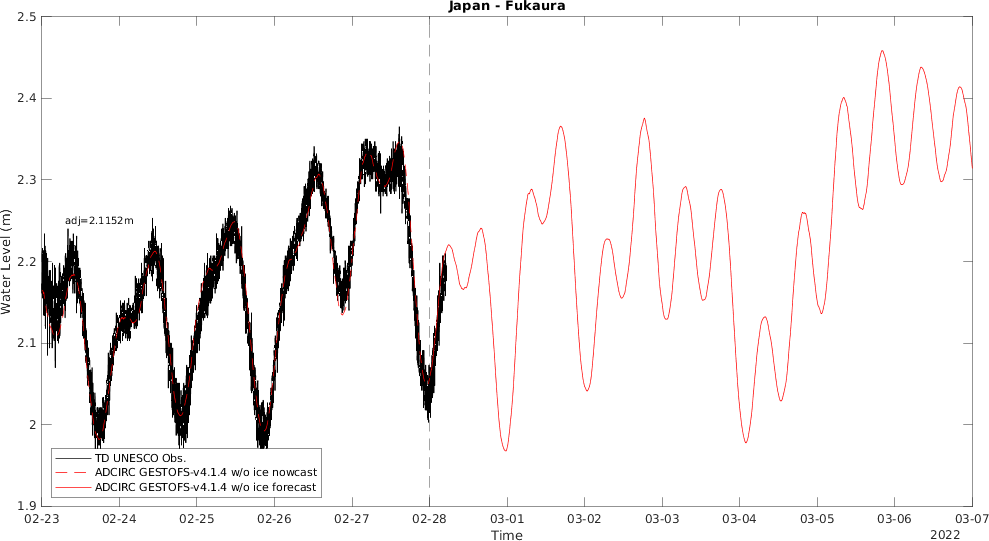 Japan - Fukaura
2.5
2.4
2.3
2.2
2.1
2
1.9
Water Level (m)
adj=2.1152m
TD UNESCO Obs.
ADCIRC GESTOFS-v4.1.4 w/o ice nowcast
ADCIRC GESTOFS-v4.1.4 w/o ice forecast
02-23 02-24 02-25 02-26 02-27 02-28 03-01 03-02 03-03 03-04 03-05 03-06 03-07
Time
2022